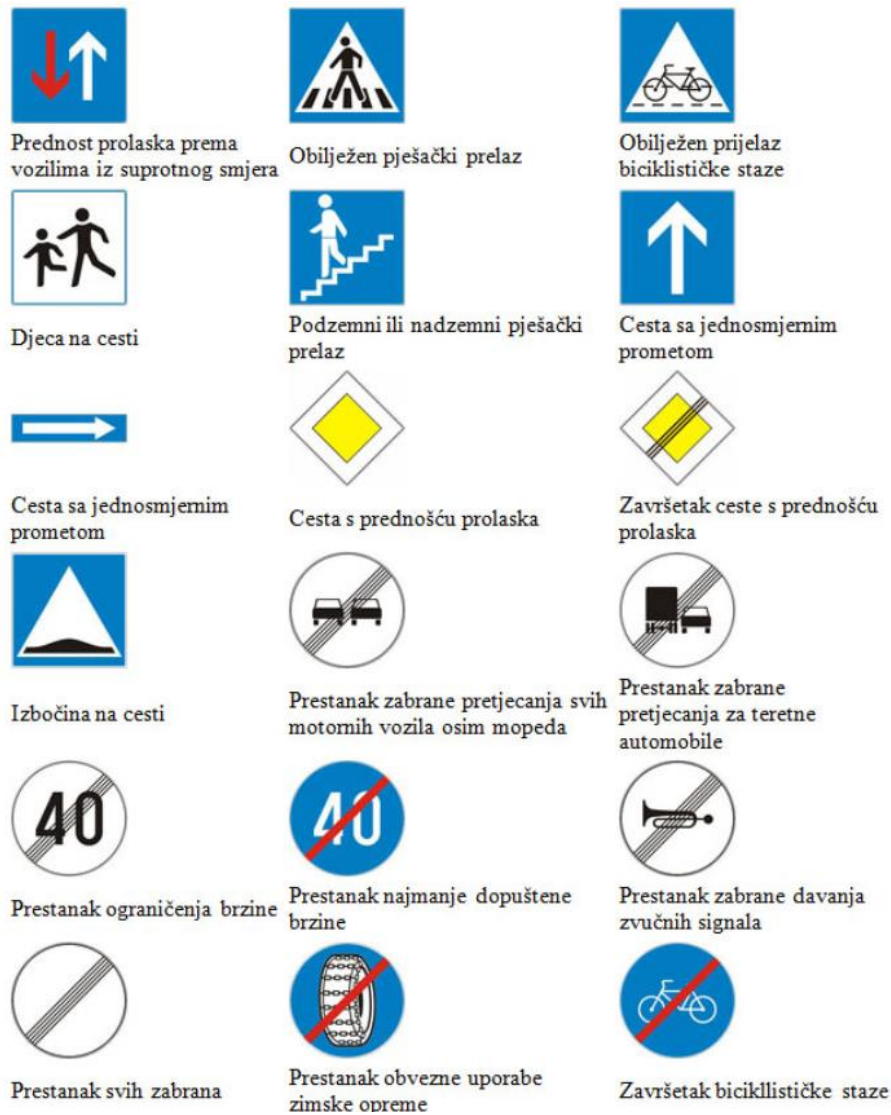 Prednost prolaska prema
vozilima iz suprotnog smjera
Obilježen pješački prelaz
Obilježen prijelaz
biciklističke staze
Djeca na cesti
Podzemni ili nadzemni pješački
prelaz
Cesta sa jednosmjernim
prometom
Cesta sa jednosmjernim
prometom
Cesta s prednošću prolaska
Završetak ceste s prednošću
prolaska
Izbočina na cesti
Prestanak zabrane pretjecanja svih
motornih vozila osim mopeda
Prestanak zabrane
pretjecanja za teretne
automobile
40
Prestanak ograničenja brzine
40
Prestanak najmanje dopuštene
brzine
Prestanak zabrane davanja
zvučnih signala
Prestanak svih zabrana
Prestanak obvezne uporabe
zimske opreme
Završetak bicikllističke staze